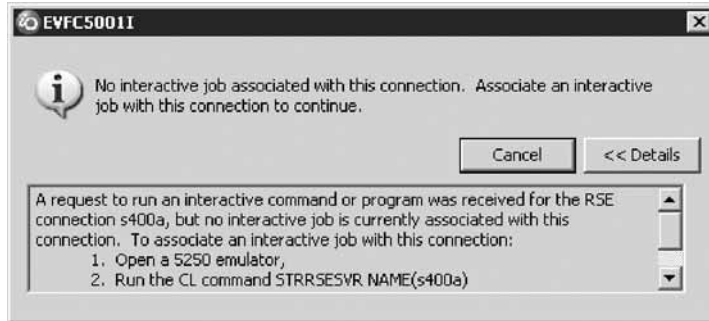 EVFC5001I
No interactive job associated with this connection. Associate an interactive
job with this connection to continue.
Cancel
<< Details
A request to run an interactive command or program was received for the RSE
connection s400a, but no interactive job is currently associated with this
connection. To associate an interactive job with this connection:
1. Open a 5250 emulator,
2. Run the CL command STRRSESVR NAME(s400a)